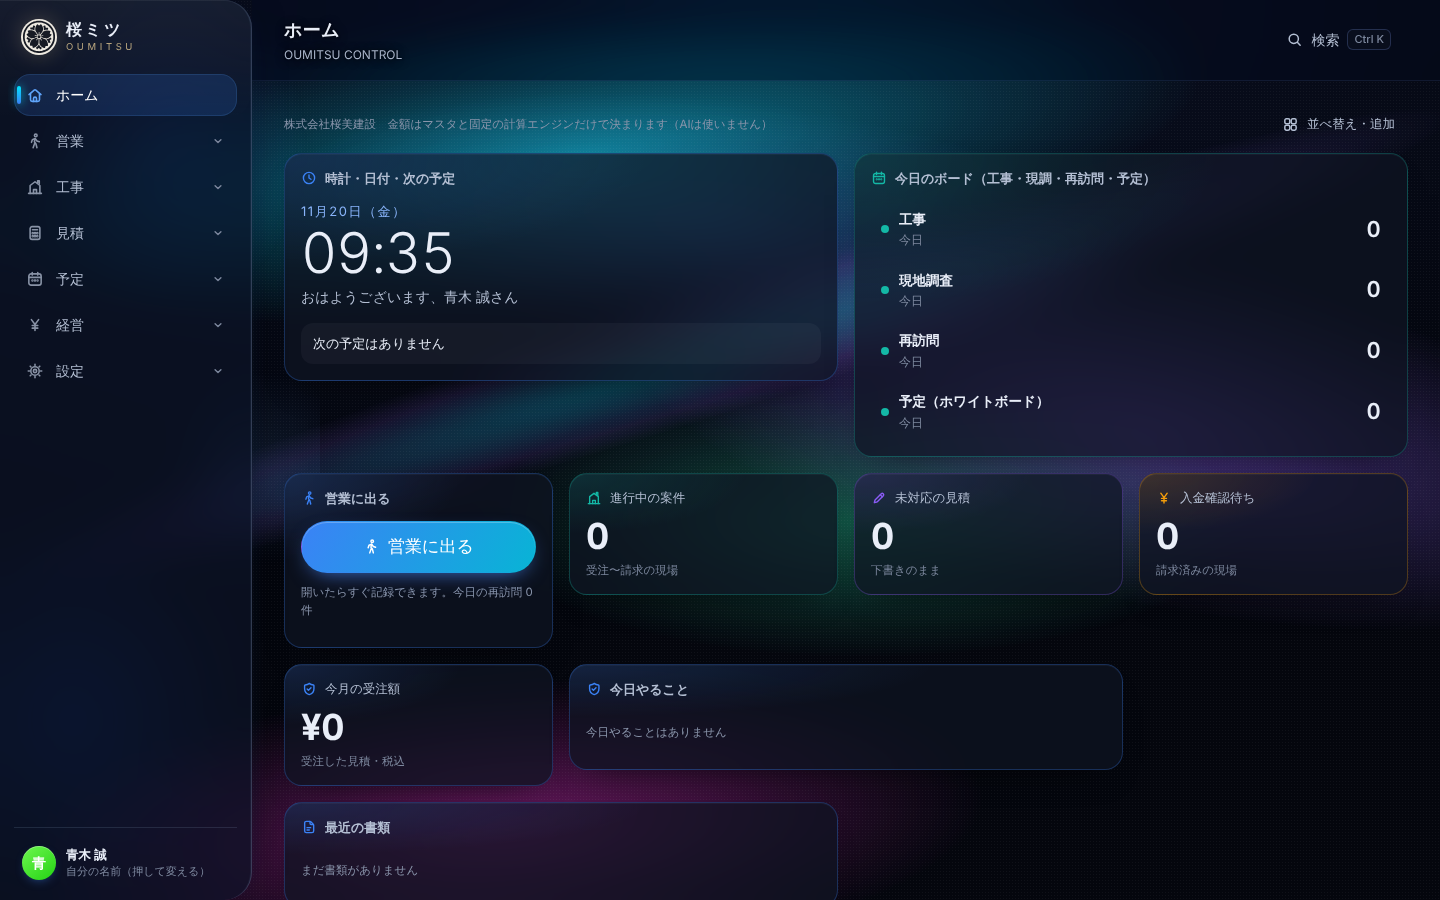 桜ミツ
OUMITSU
ホーム
営業
工事
見積
予定
経営
設定
青
青木 誠
自分の名前（押して変える）
ホーム
OUMITSU CONTROL
検索 Ctrl K
株式会社桜美建設　金額はマスタと固定の計算エンジンだけで決まります（AIは使いません）
並べ替え・追加
時計・日付・次の予定
11月20日（金）
09:35
おはようございます、青木 誠さん
次の予定はありません
今日のボード（工事・現調・再訪問・予定）
工事
今日
0
現地調査
今日
0
再訪問
今日
0
予定（ホワイトボード）
今日
0
営業に出る
営業に出る
開いたらすぐ記録できます。今日の再訪問 0
件
進行中の案件
0
受注〜請求の現場
未対応の見積
0
下書きのまま
¥ 入金確認待ち
0
請求済みの現場
今月の受注額
¥0
受注した見積・税込
今日やること
今日やることはありません
最近の書類
まだ書類がありません